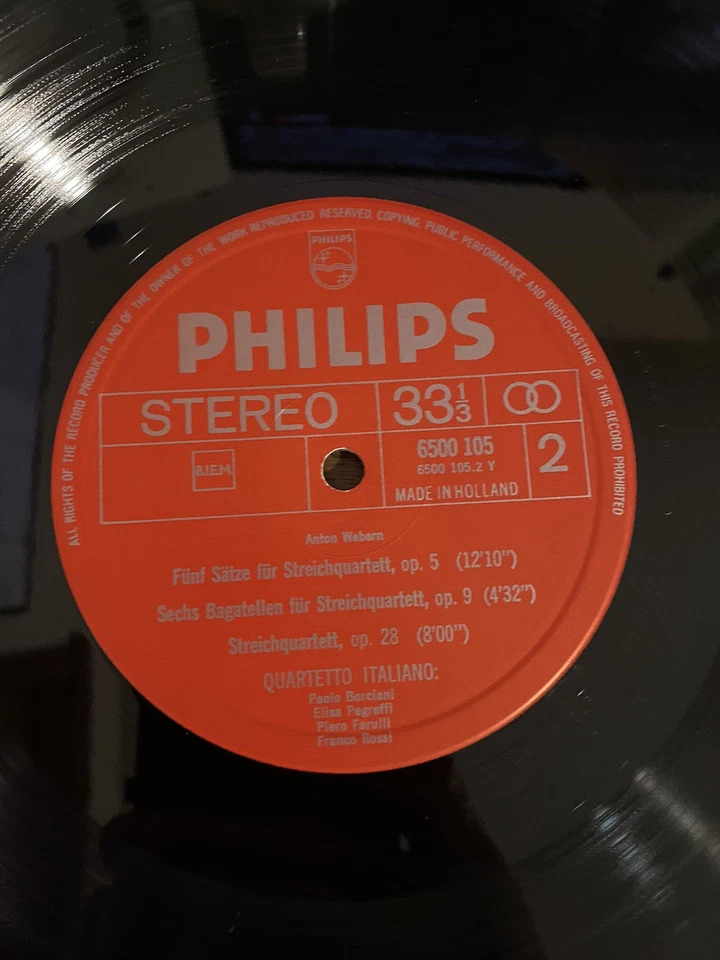 ALL RIGHTS OF THE RECORD PRODUCER AND OF THE OWNER OF THE WORK REPRODUCED RESERVED. COPYING, PUBLIC PERFORMANCE AND BROADCASTING OF THIS RECORD PROHIBITED
PHILIPS
PHILIPS
STEREO
33 1/3
B.I.E.M.
6500 105
6500 105.2 Y
2
MADE IN HOLLAND
Anton Webern
Fünf Sätze für Streichquartett, op. 5 (12'10")
Sechs Bagatellen für Streichquartett, op. 9 (4'32")
Streichquartett, op. 28 (8'00")
QUARTETTO ITALIANO:
Paolo Borciani
Elisa Pegreffi
Piero Farulli
Franco Rossi